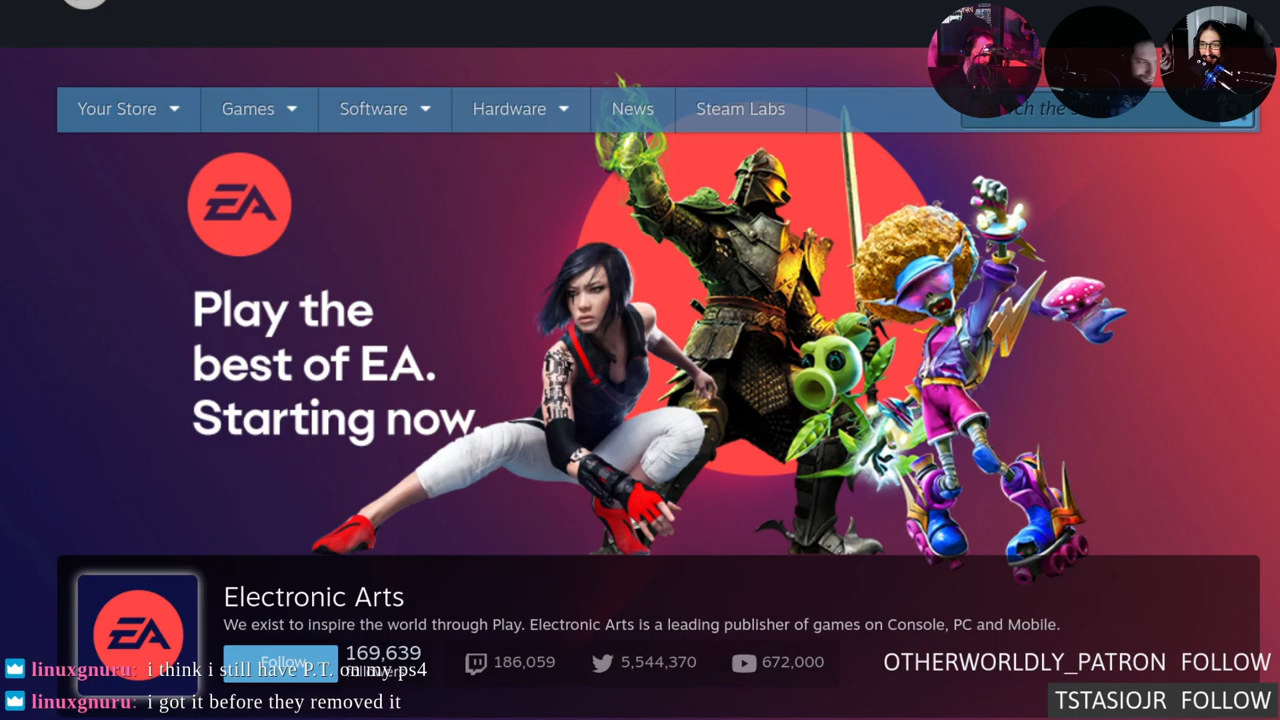 Your Store
Games
Software
Hardware
News
Steam Labs
EA
Play the
best of EA.
Starting now.
EA
Electronic Arts
We exist to inspire the world through Play. Electronic Arts is a leading publisher of games on Console, PC and Mobile.
Follow
169,639
Followers
186,059
5,544,370
672,000
linuxgnuru: i think i still have P.T. on my ps4
linuxgnuru: i got it before they removed it
OTHERWORLDLY_PATRON FOLLOW
TSTASIOJR FOLLOW